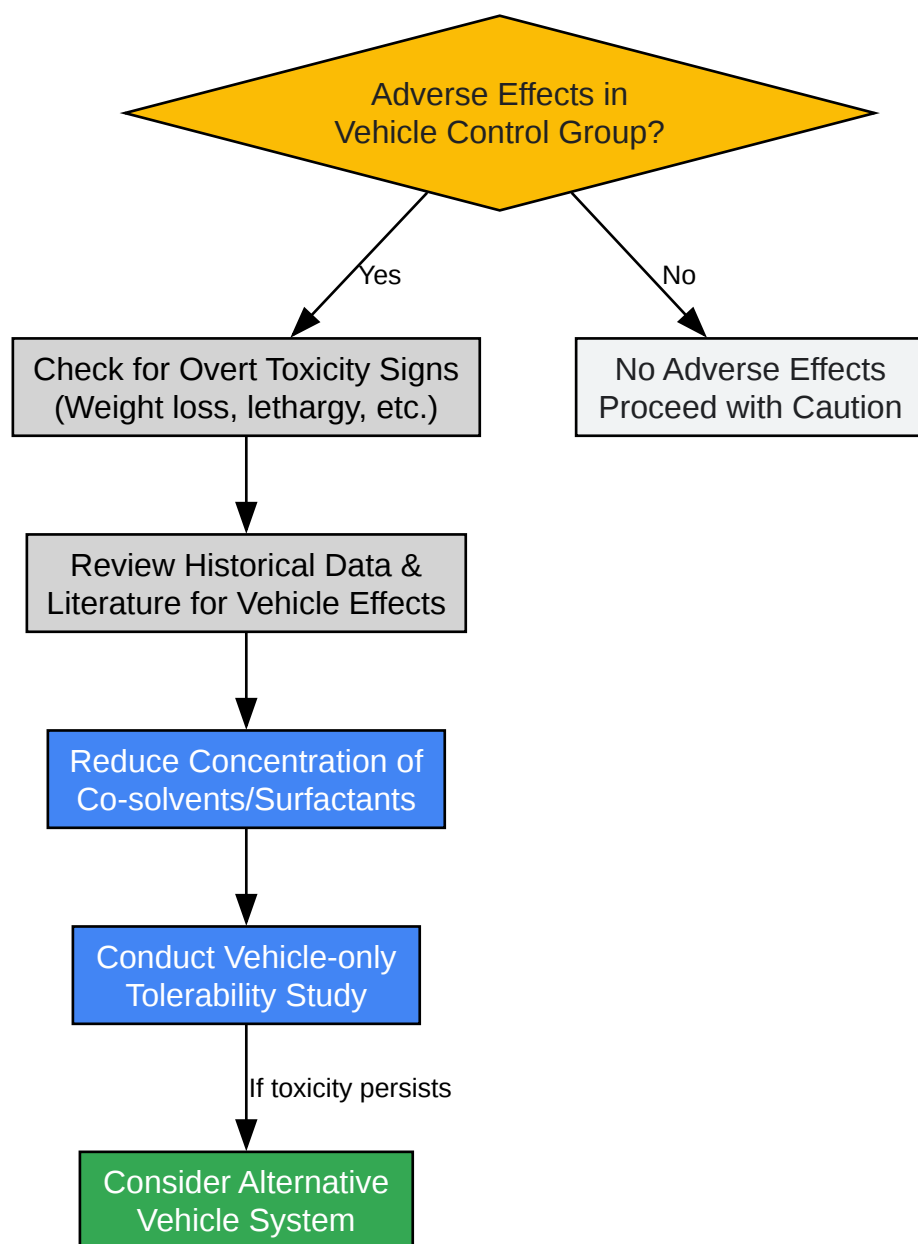 Adverse Effects in
Vehicle Control Group?
Yes
No
Check for Overt Toxicity Signs
(Weight loss, lethargy, etc.)
No Adverse Effects
Proceed with Caution
Review Historical Data &
Literature for Vehicle Effects
Reduce Concentration of
Co-solvents/Surfactants
Conduct Vehicle-only
Tolerability Study
If toxicity persists
Consider Alternative
Vehicle System